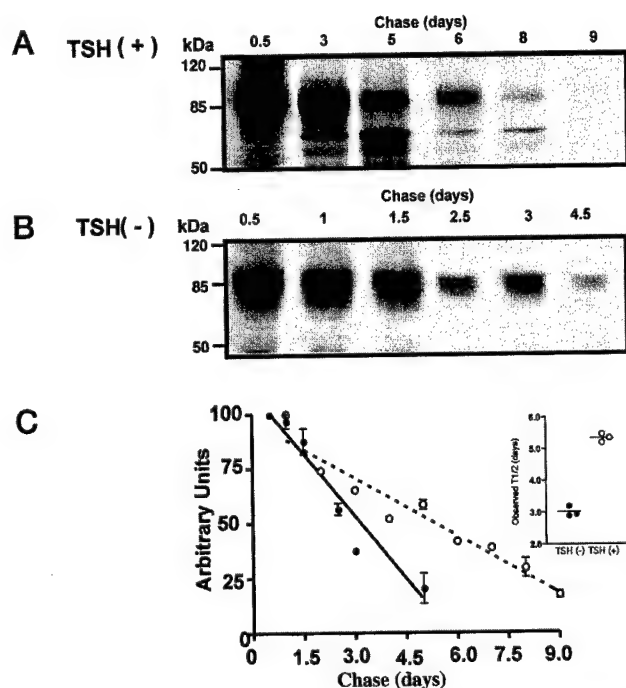 Chase (days)
A TSH (+) kDa 0.5 3 5 6 8 9
120
85
50
Chase (days)
B TSH(-) kDa 0.5 1 1.5 2.5 3 4.5
120
85
50
C
100
75
50
25
0
Arbitrary Units
0 1.5 3.0 4.5 6.0 7.5 9.0
Chase (days)
6.0
5.0
4.0
3.0
2.0
Observed T1/2 (days)
TSH (-) TSH (+)